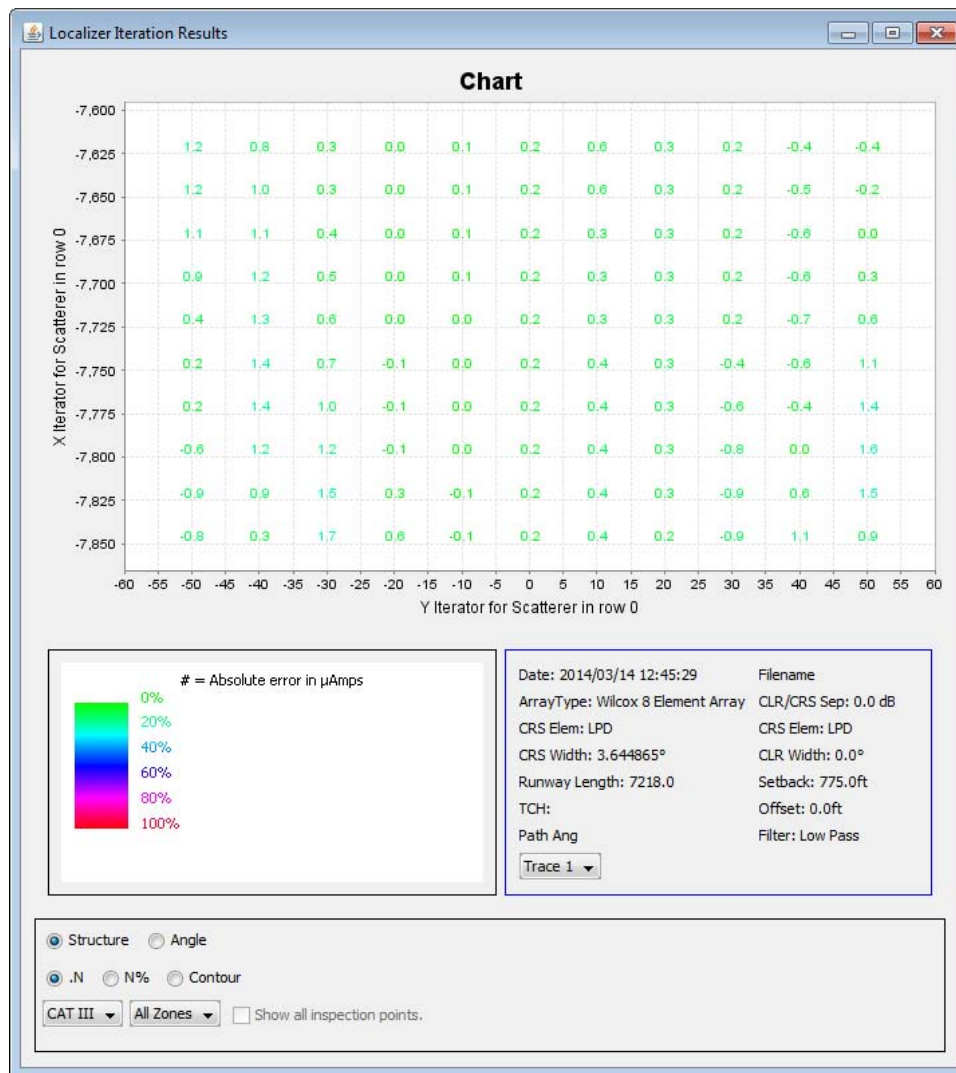 Localizer Iteration Results
Chart
X Iterator for Scatterer in row 0
-7,600
-7,625 1.2 0.8 0.3 0.0 0.1 0.2 0.6 0.3 0.2 -0.4 -0.4
-7,650 1.2 1.0 0.3 0.0 0.1 0.2 0.6 0.3 0.2 -0.5 -0.2
-7,675 1.1 1.1 0.4 0.0 0.1 0.2 0.3 0.3 0.2 -0.6 0.0
-7,700 0.9 1.2 0.5 0.0 0.1 0.2 0.3 0.3 0.2 -0.6 0.3
-7,725 0.4 1.3 0.6 0.0 0.0 0.2 0.3 0.3 0.2 -0.7 0.6
-7,750 0.2 1.4 0.7 -0.1 0.0 0.2 0.4 0.3 -0.4 -0.6 1.1
-7,775 0.2 1.4 1.0 -0.1 0.0 0.2 0.4 0.3 -0.6 -0.4 1.4
-7,800 -0.6 1.2 1.2 -0.1 0.0 0.2 0.4 0.3 -0.8 0.0 1.6
-7,825 -0.9 0.9 1.5 0.3 -0.1 0.2 0.4 0.3 -0.9 0.6 1.5
-7,850 -0.8 0.3 1.7 0.6 -0.1 0.2 0.4 0.2 -0.9 1.1 0.9
-60 -55 -50 -45 -40 -35 -30 -25 -20 -15 -10 -5 0 5 10 15 20 25 30 35 40 45 50 55 60
Y Iterator for Scatterer in row 0
# = Absolute error in μAmps
0%
20%
40%
60%
80%
100%
Date: 2014/03/14 12:45:29 Filename
ArrayType: Wilcox 8 Element Array CLR/CRS Sep: 0.0 dB
CRS Elem: LPD CRS Elem: LPD
CRS Width: 3.644865° CLR Width: 0.0°
Runway Length: 7218.0 Setback: 775.0ft
TCH: Offset: 0.0ft
Path Ang Filter: Low Pass
Trace 1
Structure Angle
.N N% Contour
CAT III All Zones Show all inspection points.